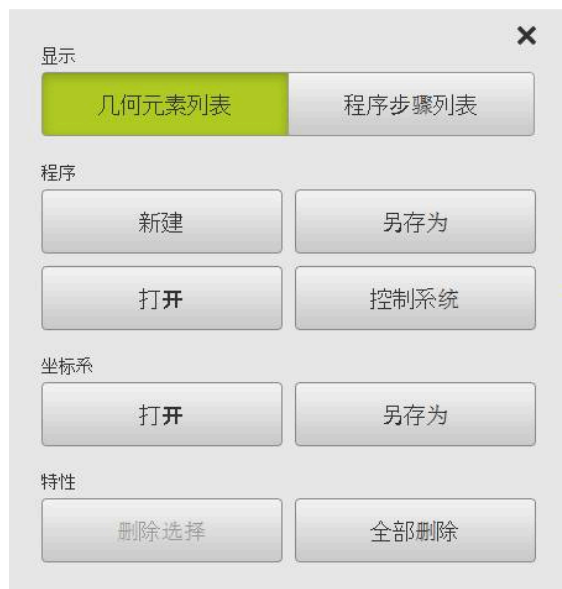 显示
几何元素列表 程序步骤列表
程序
新建 另存为
打开 控制系统
坐标系
打开 另存为
特性
删除选择 全部删除